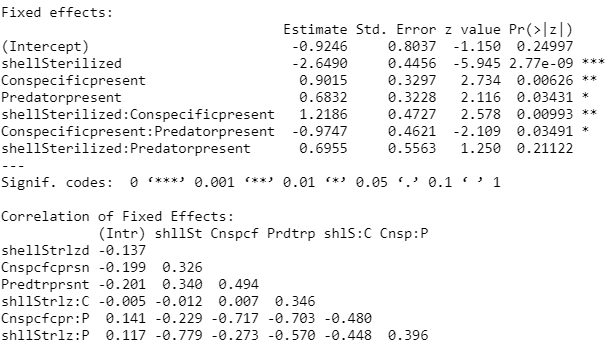 Fixed effects:
Estimate Std. Error z value Pr(>|z|)
(Intercept) -0.9246 0.8037 -1.150 0.24997
shellSterilized -2.6490 0.4456 -5.945 2.77e-09 ***
Conspecificpresent 0.9015 0.3297 2.734 0.00626 **
Predatorpresent 0.6832 0.3228 2.116 0.03431 *
shellSterilized:Conspecificpresent 1.2186 0.4727 2.578 0.00993 **
Conspecificpresent:Predatorpresent -0.9747 0.4621 -2.109 0.03491 *
shellSterilized:Predatorpresent 0.6955 0.5563 1.250 0.21122
---
Signif. codes: 0 ‘***’ 0.001 ‘**’ 0.01 ‘*’ 0.05 ‘.’ 0.1 ‘ ’ 1
Correlation of Fixed Effects:
(Intr) shllSt Cnspcf Prdtrp shlS:C Cnsp:P
shellStrlzd -0.137
Cnspcfcprsn -0.199 0.326
Predtrprsnt -0.201 0.340 0.494
shllStrlz:C -0.005 -0.012 0.007 0.346
Cnspcfcpr:P 0.141 -0.229 -0.717 -0.703 -0.480
shllStrlz:P 0.117 -0.779 -0.273 -0.570 -0.448 0.396